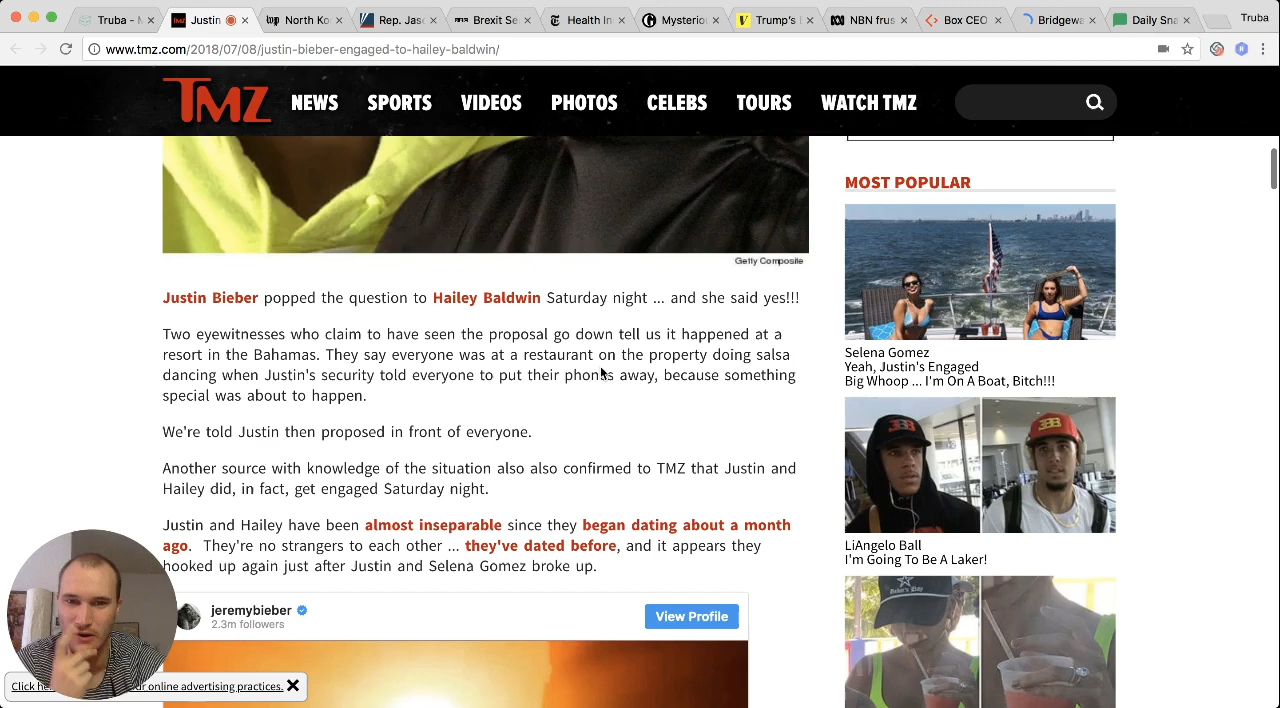 Truba - M
Justin
North Ko
Rep. Jas
Brexit Se
Health In
Mysterio
Trump's
NBN frus
Box CEO
Bridgewa
Daily Sna
Truba
www.tmz.com/2018/07/08/justin-bieber-engaged-to-hailey-baldwin/
TMZ NEWS SPORTS VIDEOS PHOTOS CELEBS TOURS WATCH TMZ
Getty Composite
Justin Bieber popped the question to Hailey Baldwin Saturday night ... and she said yes!!!
Two eyewitnesses who claim to have seen the proposal go down tell us it happened at a
resort in the Bahamas. They say everyone was at a restaurant on the property doing salsa
dancing when Justin's security told everyone to put their phones away, because something
special was about to happen.
We're told Justin then proposed in front of everyone.
Another source with knowledge of the situation also also confirmed to TMZ that Justin and
Hailey did, in fact, get engaged Saturday night.
Justin and Hailey have been almost inseparable since they began dating about a month
ago. They're no strangers to each other ... they've dated before, and it appears they
hooked up again just after Justin and Selena Gomez broke up.
jeremybieber
2.3m followers
View Profile
Click he ur online advertising practices.
MOST POPULAR
Selena Gomez
Yeah, Justin's Engaged
Big Whoop ... I'm On A Boat, Bitch!!!
LiAngelo Ball
I'm Going To Be A Laker!